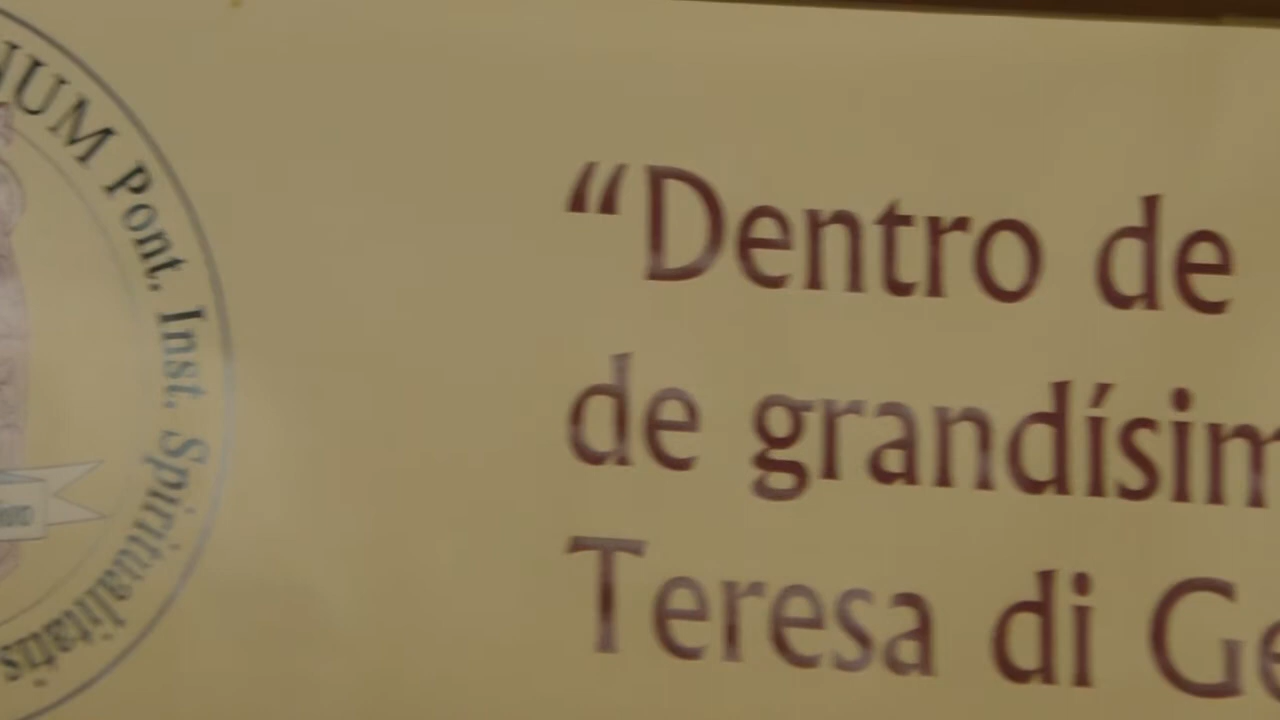 NUM Pont. Inst. Spiritualitatis
“Dentro de
de grandísim
Teresa di Ge